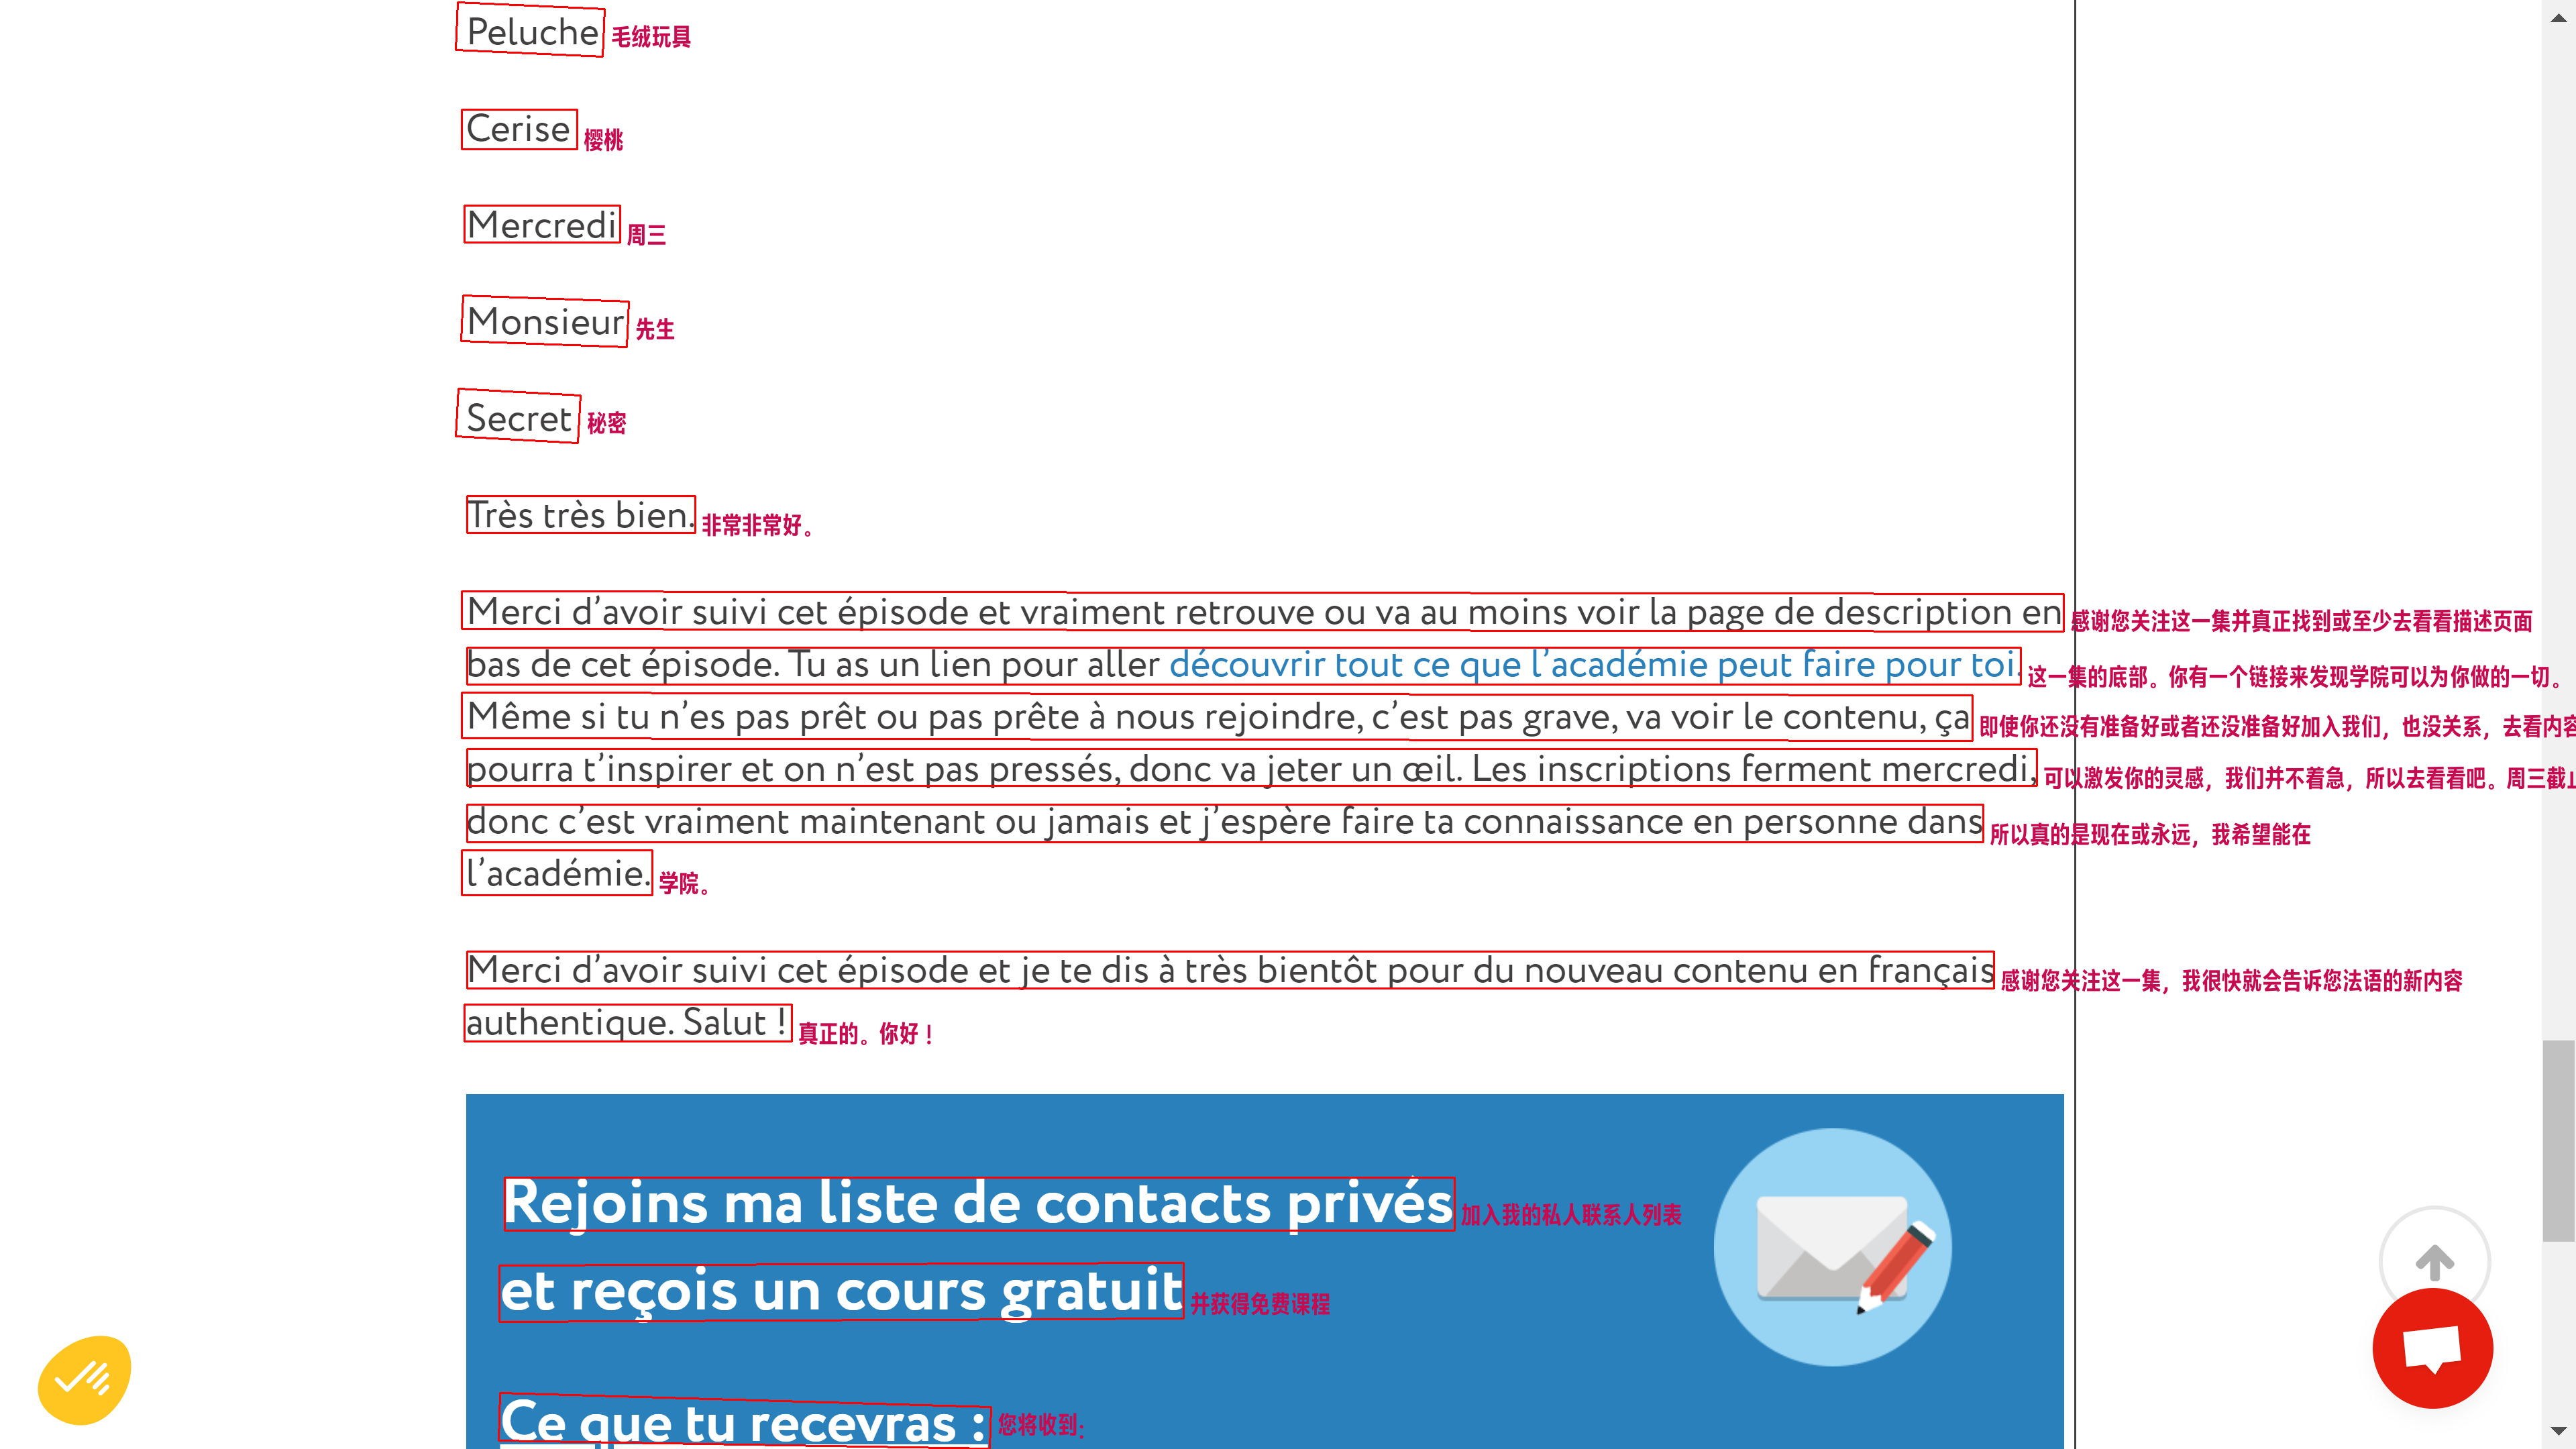 Peluche 毛绒玩具
Cerise 樱桃
Mercredi 周三
Monsieur 先生
Secret 秘密
Très très bien. 非常非常好。
Merci d’avoir suivi cet épisode et vraiment retrouve ou va au moins voir la page de description en 感谢您关注这一集并真正找到或至少去看看描述页面
bas de cet épisode. Tu as un lien pour aller découvrir tout ce que l’académie peut faire pour toi. 这一集的底部。你有一个链接来发现学院可以为你做的一切。
Même si tu n’es pas prêt ou pas prête à nous rejoindre, c’est pas grave, va voir le contenu, ça 即使你还没有准备好或者还没准备好加入我们，也没关系，去看内容
pourra t’inspirer et on n’est pas pressés, donc va jeter un œil. Les inscriptions ferment mercredi, 可以激发你的灵感，我们并不着急，所以去看看吧。周三截止
donc c’est vraiment maintenant ou jamais et j’espère faire ta connaissance en personne dans 所以真的是现在或永远，我希望能在
l’académie. 学院。
Merci d’avoir suivi cet épisode et je te dis à très bientôt pour du nouveau contenu en français 感谢您关注这一集，我很快就会告诉您法语的新内容
authentique. Salut ! 真正的。你好！
Rejoins ma liste de contacts privés 加入我的私人联系人列表
et reçois un cours gratuit 并获得免费课程
Ce que tu recevras : 您将收到：